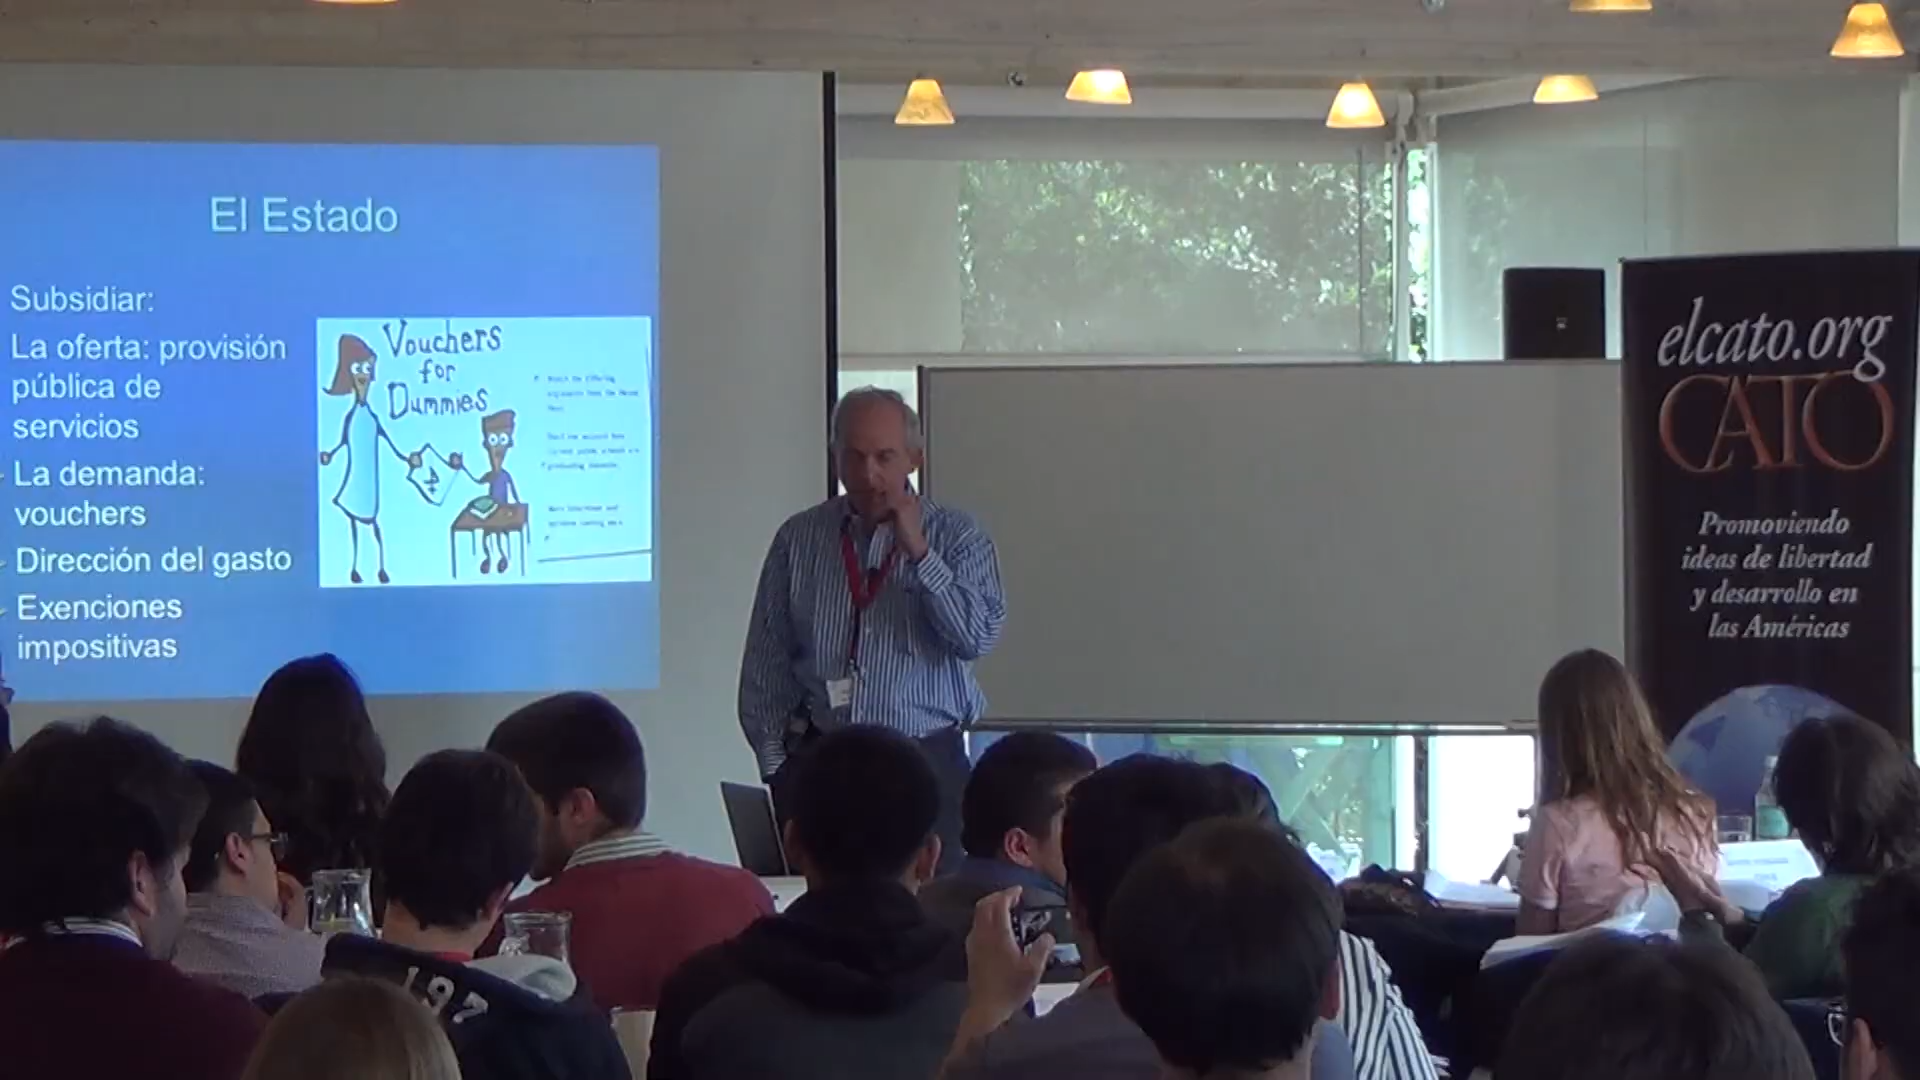 El Estado
Subsidiar:
La oferta: provisión
pública de
servicios
La demanda:
vouchers
Dirección del gasto
Exenciones
impositivas
Vouchers
for
Dummies
elcato.org
CATO
Promoviendo
ideas de libertad
y desarrollo en
las Américas
197